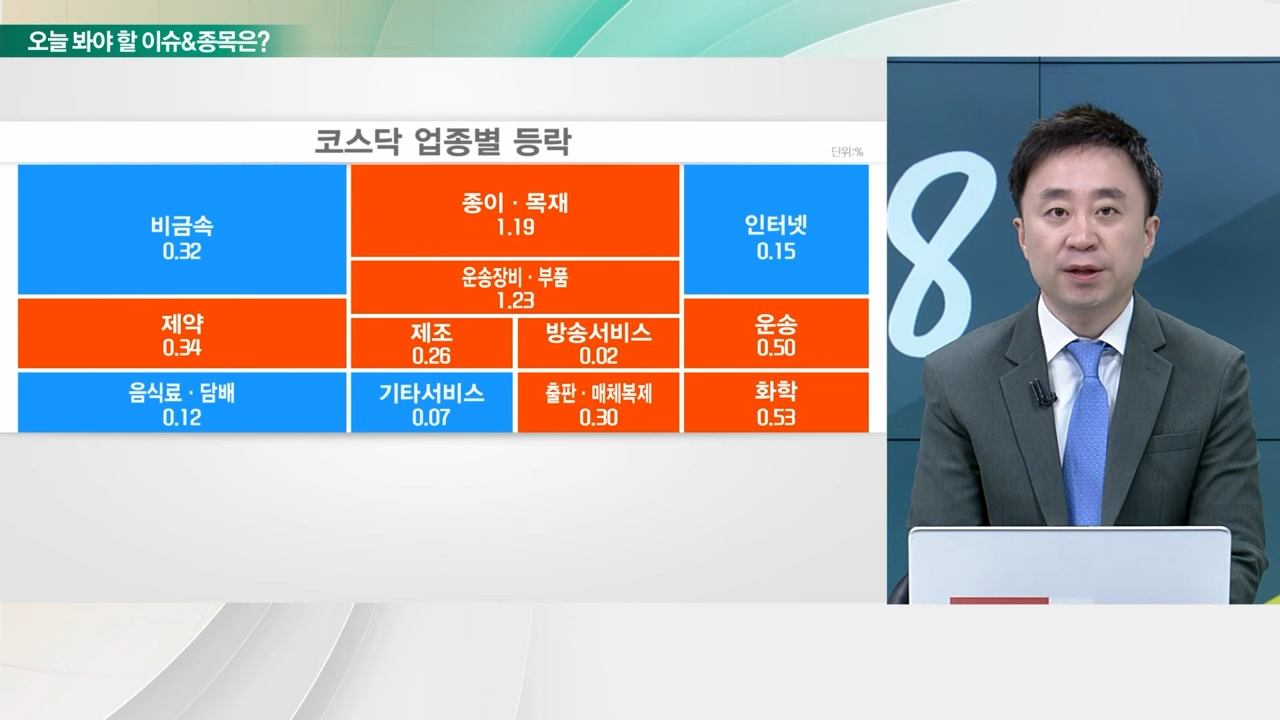 오늘 봐야 할 이슈&종목은?
코스닥 업종별 등락
단위:%
비금속
0.32
종이 · 목재
1.19
인터넷
0.15
운송장비 · 부품
1.23
제약
0.34
제조
0.26
방송서비스
0.02
운송
0.50
음식료 · 담배
0.12
기타서비스
0.07
출판 · 매체복제
0.30
화학
0.53
8